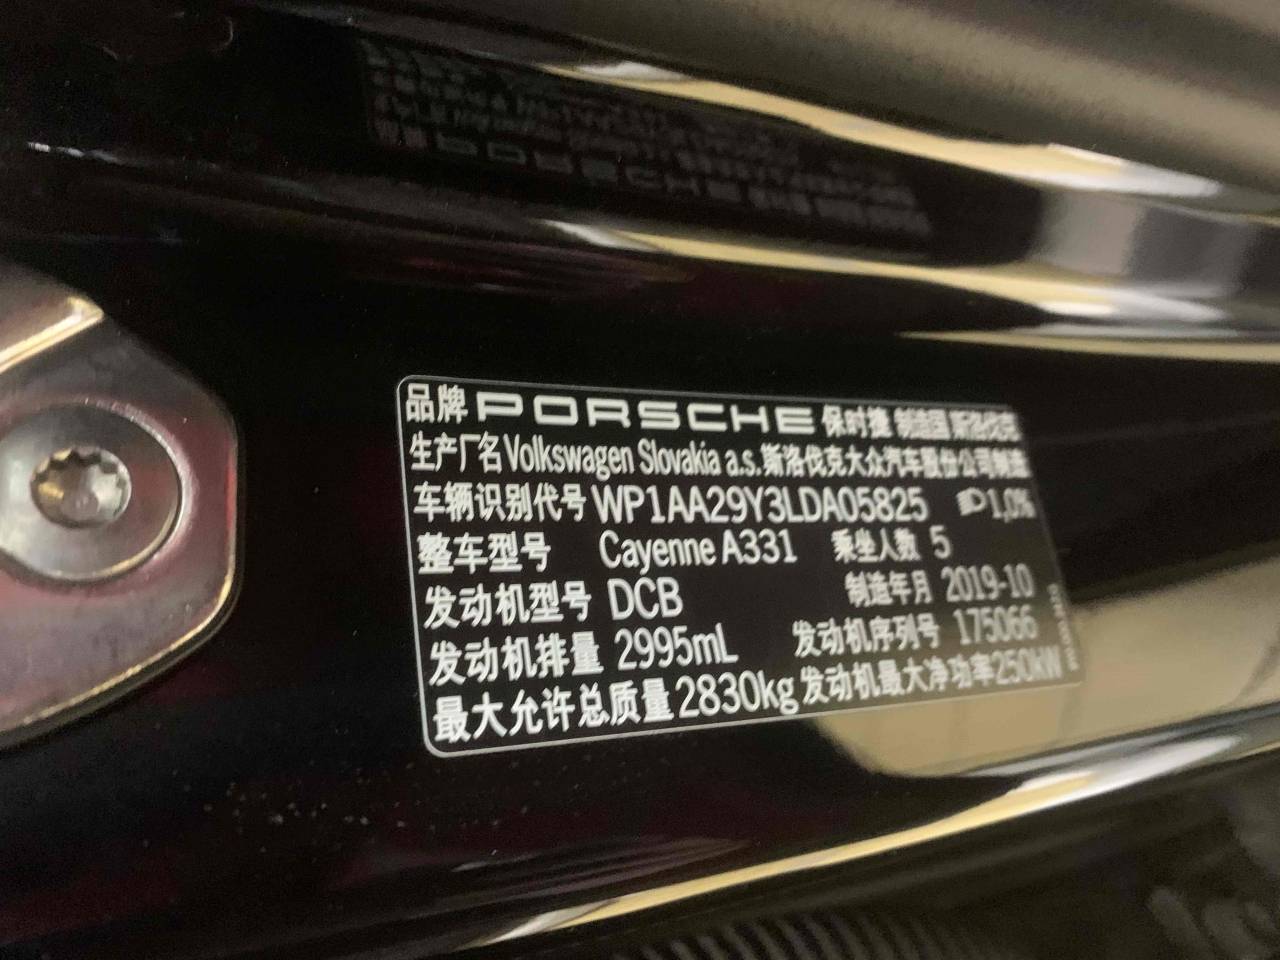 品牌 PORSCHE 保时捷 制造国 斯洛伐克
生产厂名 Volkswagen Slovakia a.s. 斯洛伐克大众汽车股份公司制造
车辆识别代号 WP1AA29Y3LDA05825 1,0%
整车型号 Cayenne A331 乘坐人数 5
发动机型号 DCB 制造年月 2019-10
发动机排量 2995mL 发动机序列号 175066
最大允许总质量 2830kg 发动机最大净功率 250kW